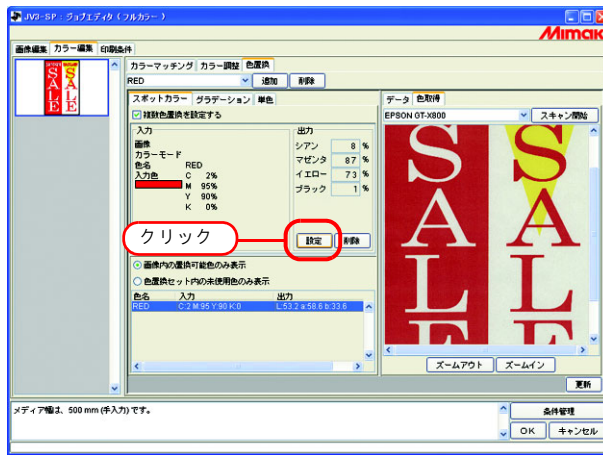 JV3-SP : ジョブエディタ ( フルカラー )
Mimaki
画像編集 カラー編集 印刷条件
SALE SALE
カラーマッチング カラー調整 色置換
RED 追加 削除
スポットカラー グラデーション 単色
複数色置換を設定する
入力
画像
カラーモード
色名 RED
入力色 C 2%
M 95%
Y 90%
K 0%
出力
シアン 8 %
マゼンタ 87 %
イエロー 73 %
ブラック 1 %
クリック
設定 削除
画像内の置換可能色のみ表示
色置換セット内の未使用色のみ表示
色名 入力 出力
RED C:2 M:95 Y:90 K:0 L:53.2 a:58.6 b:33.6
データ 色取得
EPSON GT-X800 スキャン開始
SALE SALE
ズームアウト ズームイン
更新
メディア幅は、500 mm (手入力) です。
条件管理
OK キャンセル